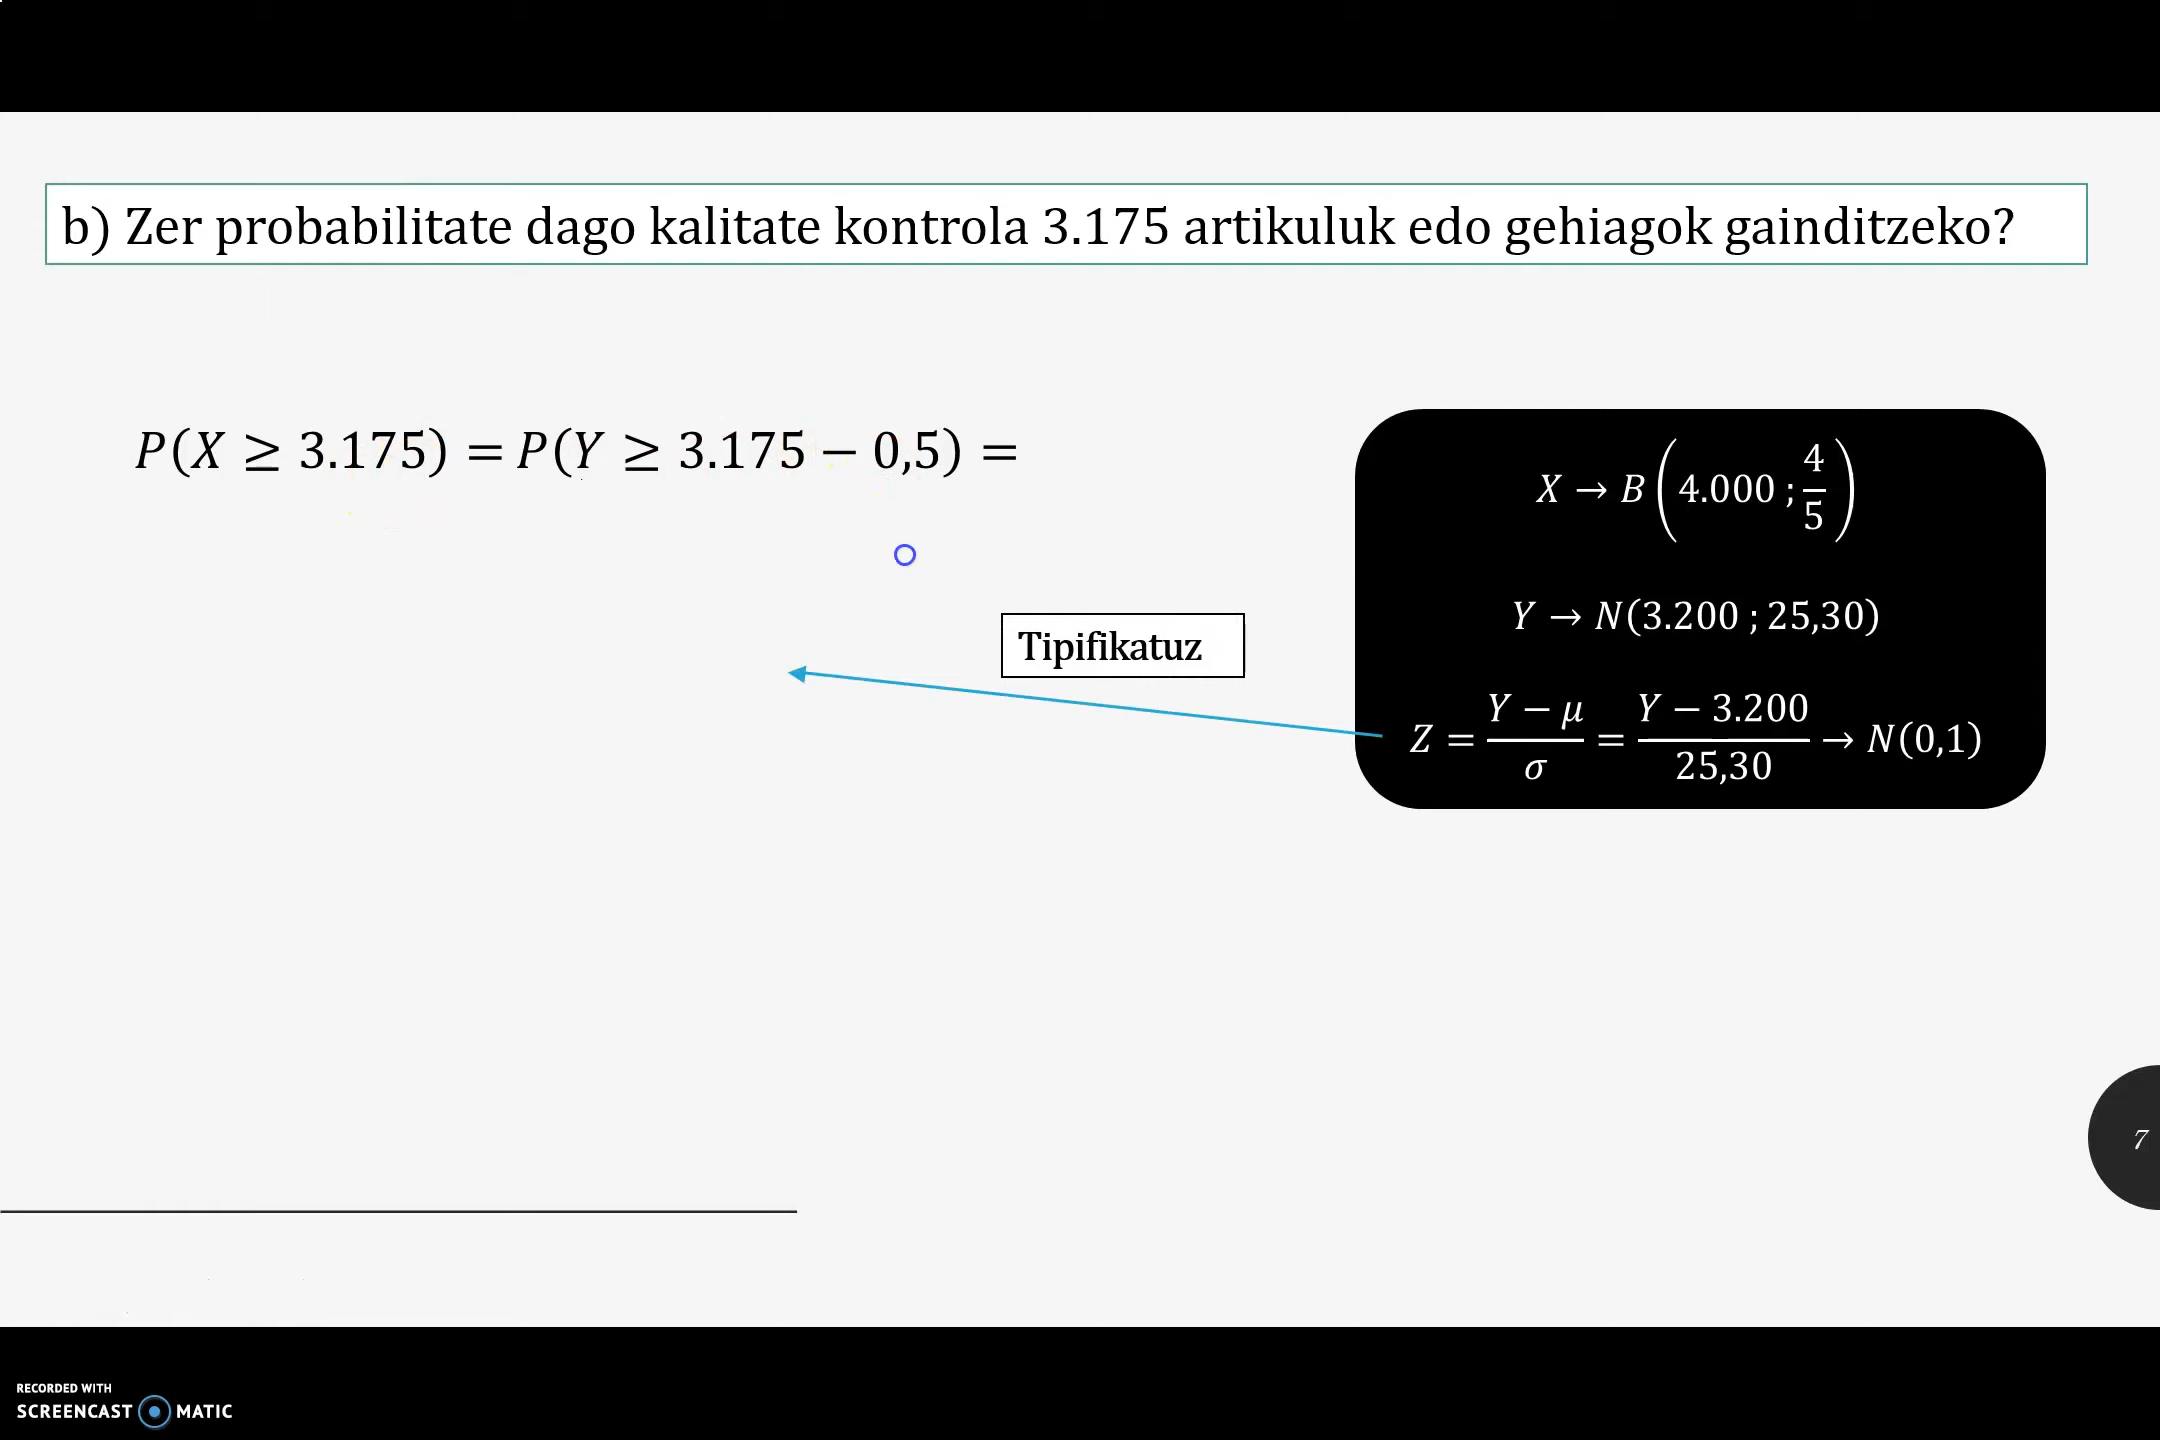 b) Zer probabilitate dago kalitate kontrola 3.175 artikuluk edo gehiagok gainditzeko?
P(X ≥ 3.175) = P(Y ≥ 3.175 − 0,5) =
X → B(4.000 ; 4/5)
Y → N(3.200 ; 25,30)
Tipifikatuz
Z = (Y − μ)/σ = (Y − 3.200)/25,30 → N(0,1)
7
RECORDED WITH
SCREENCAST MATIC